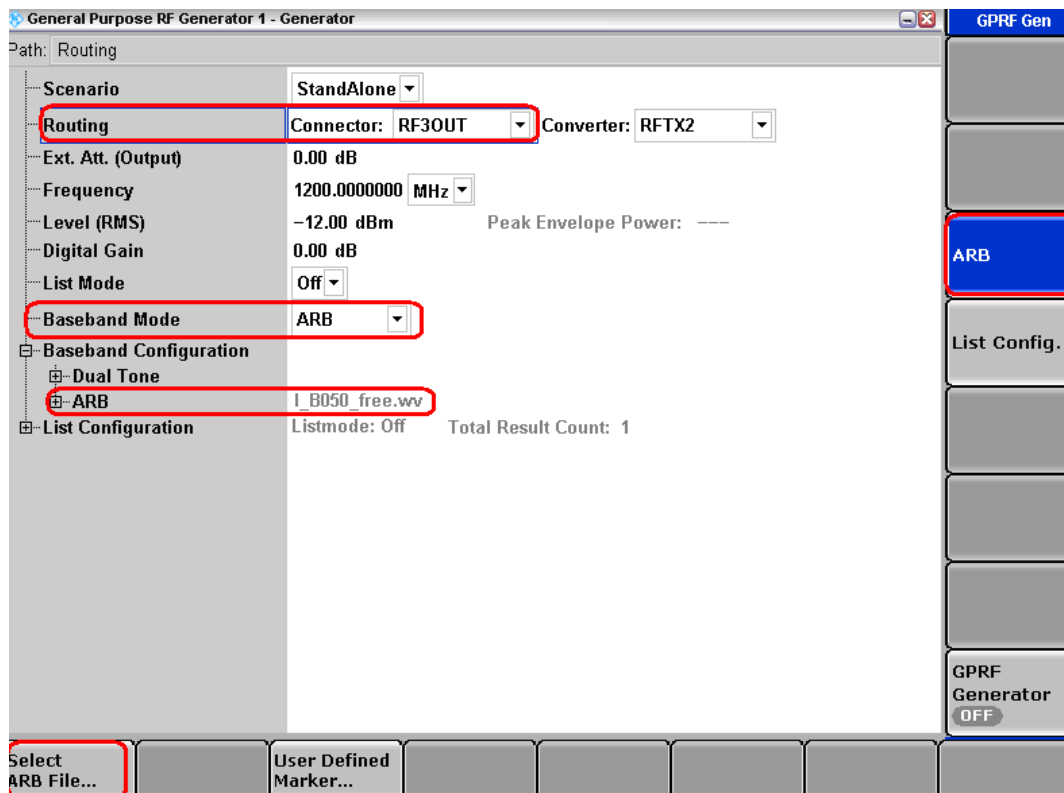 General Purpose RF Generator 1 - Generator
GPRF Gen
Path: Routing
Scenario StandAlone
Routing Connector: RF3OUT Converter: RFTX2
Ext. Att. (Output) 0.00 dB
Frequency 1200.0000000 MHz
Level (RMS) −12.00 dBm Peak Envelope Power: −−−
Digital Gain 0.00 dB
List Mode Off
Baseband Mode ARB
Baseband Configuration
Dual Tone
ARB I_B050_free.wv
List Configuration Listmode: Off Total Result Count: 1
ARB
List Config.
GPRF
Generator
OFF
Select
ARB File...
User Defined
Marker...